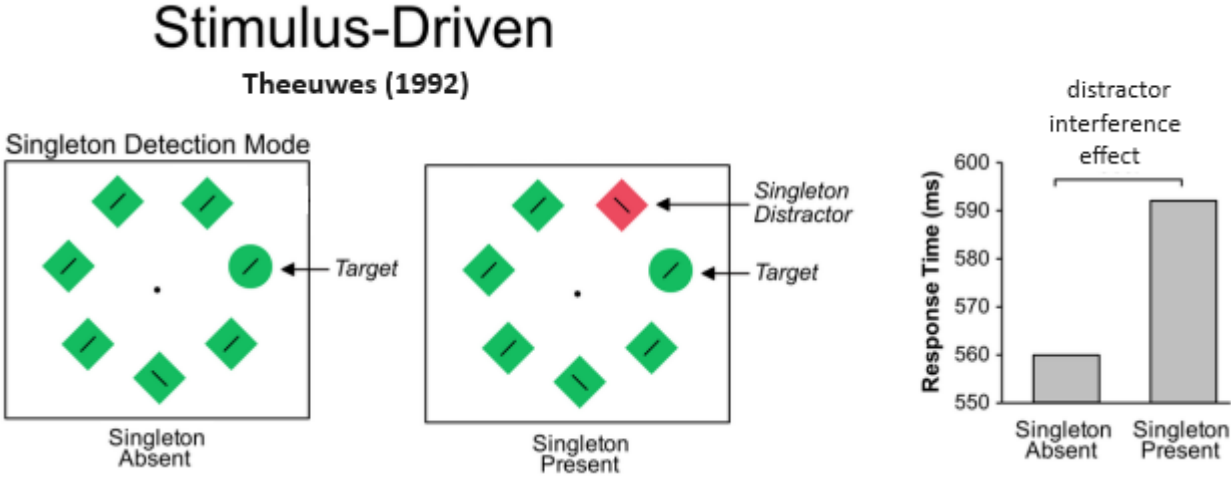 Stimulus-Driven
Theeuwes (1992)
Singleton Detection Mode
Target
Singleton
Absent
Singleton
Distractor
Target
Singleton
Present
distractor
interference
effect
Response Time (ms)
600
590
580
570
560
550
Singleton
Absent
Singleton
Present